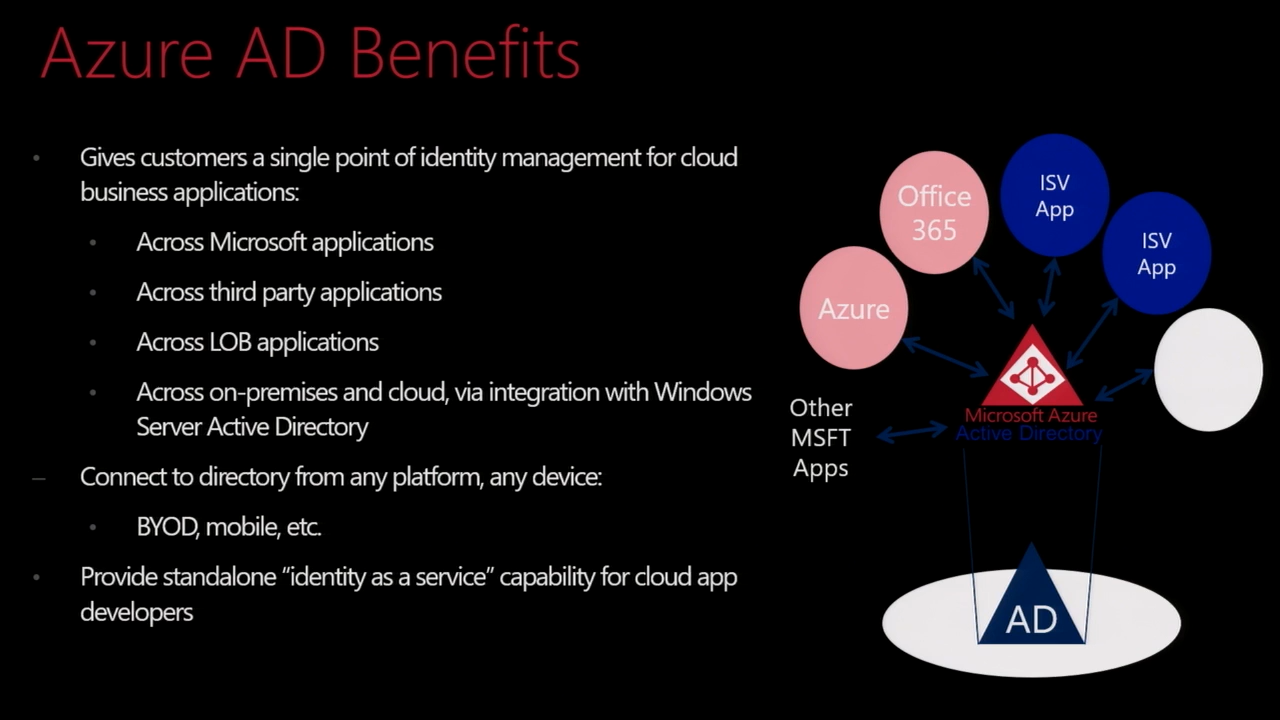 Azure AD Benefits
• Gives customers a single point of identity management for cloud
business applications:
• Across Microsoft applications
• Across third party applications
• Across LOB applications
• Across on-premises and cloud, via integration with Windows
Server Active Directory
– Connect to directory from any platform, any device:
• BYOD, mobile, etc.
• Provide standalone “identity as a service” capability for cloud app
developers
Office
365
ISV
App
ISV
App
Azure
Other
MSFT
Apps
Microsoft Azure
Active Directory
AD